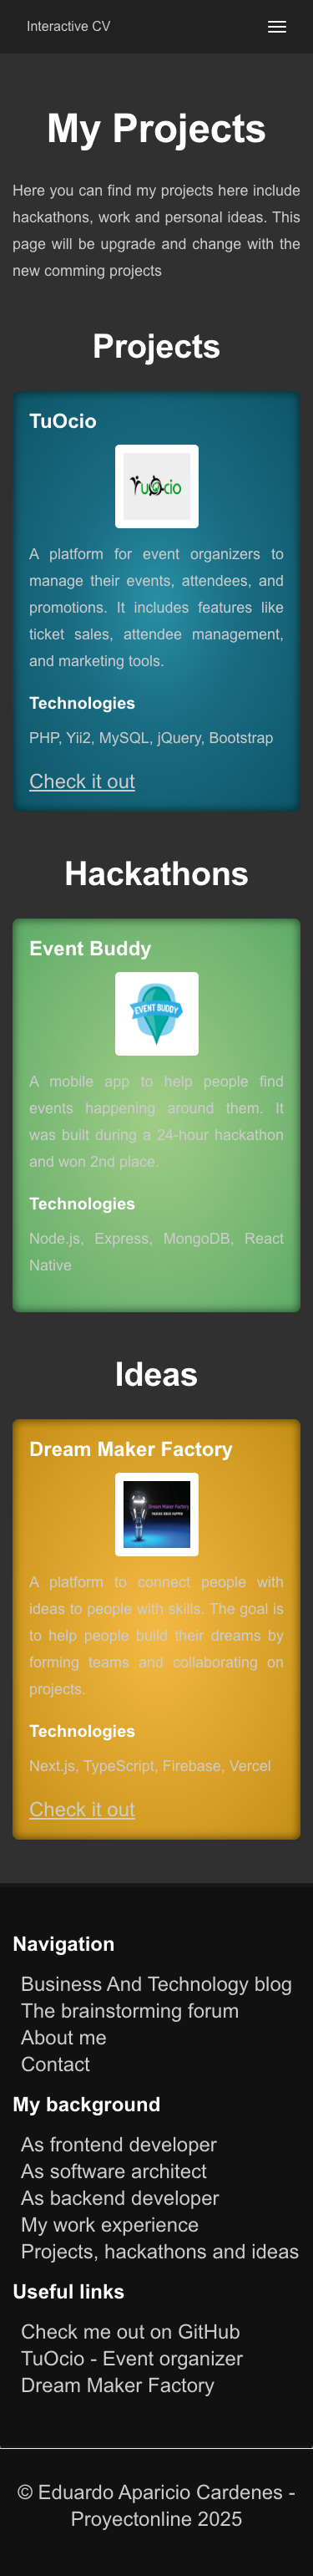 Interactive CV
My Projects
Here you can find my projects here include
hackathons, work and personal ideas. This
page will be upgrade and change with the
new comming projects
Projects
TuOcio
TuOcio
A platform for event organizers to
manage their events, attendees, and
promotions. It includes features like
ticket sales, attendee management,
and marketing tools.
Technologies
PHP, Yii2, MySQL, jQuery, Bootstrap
Check it out
Hackathons
Event Buddy
EVENT BUDDY
A mobile app to help people find
events happening around them. It
was built during a 24-hour hackathon
and won 2nd place.
Technologies
Node.js, Express, MongoDB, React
Native
Ideas
Dream Maker Factory
Dream Maker Factory
A platform to connect people with
ideas to people with skills. The goal is
to help people build their dreams by
forming teams and collaborating on
projects.
Technologies
Next.js, TypeScript, Firebase, Vercel
Check it out
Navigation
Business And Technology blog
The brainstorming forum
About me
Contact
My background
As frontend developer
As software architect
As backend developer
My work experience
Projects, hackathons and ideas
Useful links
Check me out on GitHub
TuOcio - Event organizer
Dream Maker Factory
© Eduardo Aparicio Cardenes -
Proyectonline 2025